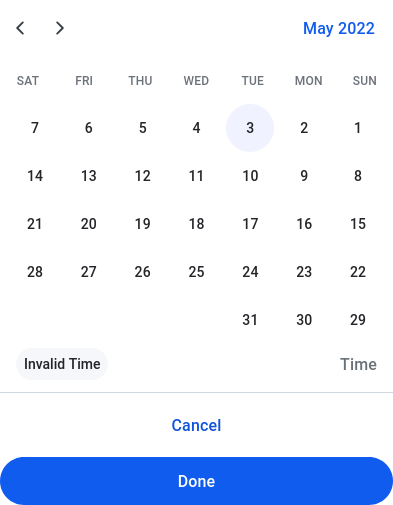 May 2022
SAT FRI THU WED TUE MON SUN
7 6 5 4 3 2 1
14 13 12 11 10 9 8
21 20 19 18 17 16 15
28 27 26 25 24 23 22
31 30 29
Invalid Time Time
Cancel
Done